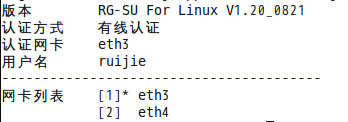 版本 RG-SU For Linux V1.20_0821
认证方式 有线认证
认证网卡 eth3
用户名 ruijie
----------------------------------------
网卡列表 [1]* eth3
[2] eth4